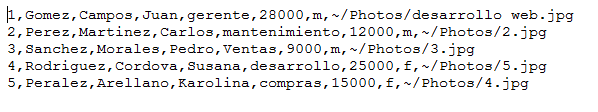 1,Gomez,Campos,Juan,gerente,28000,m,~/Photos/desarrollo web.jpg
2,Perez,Martinez,Carlos,mantenimiento,12000,m,~/Photos/2.jpg
3,Sanchez,Morales,Pedro,Ventas,9000,m,~/Photos/3.jpg
4,Rodriguez,Cordova,Susana,desarrollo,25000,f,~/Photos/5.jpg
5,Peralez,Arellano,Karolina,compras,15000,f,~/Photos/4.jpg